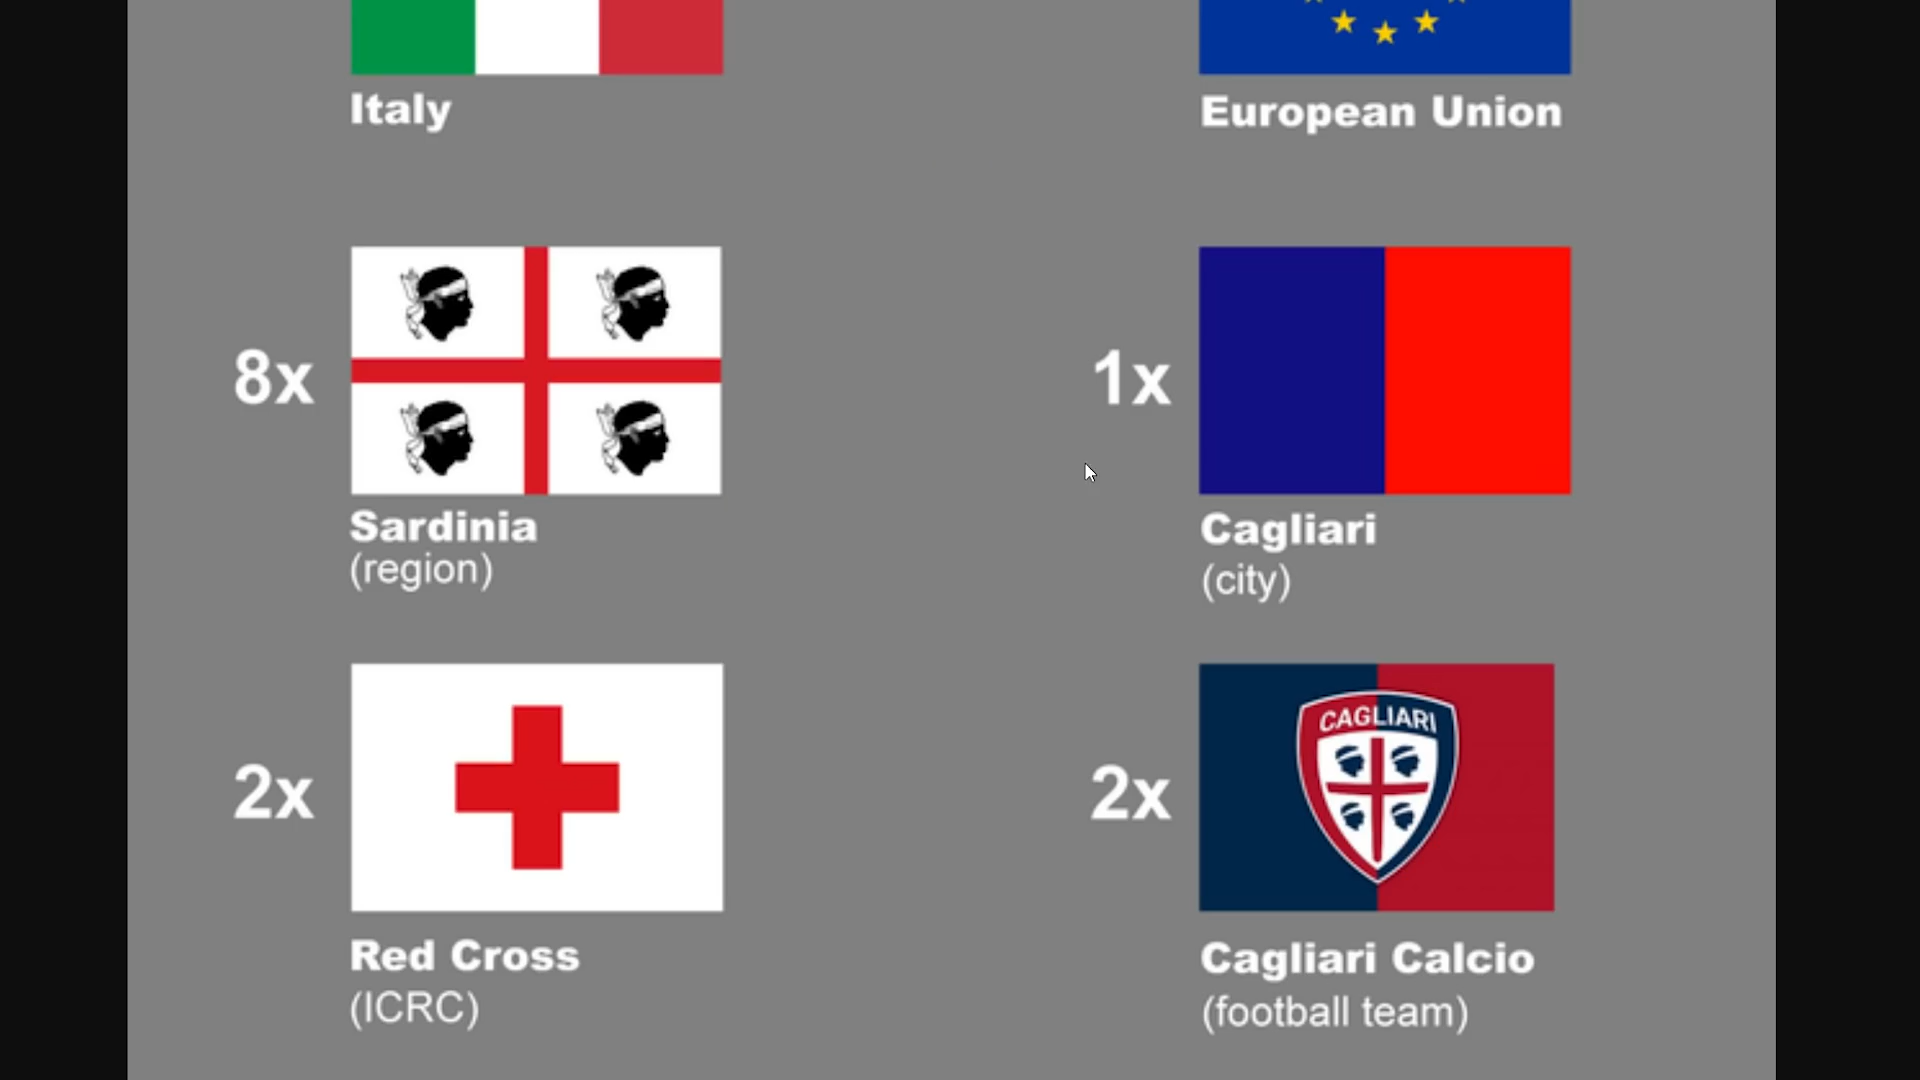 Italy
European Union
8x
1x
Sardinia
(region)
Cagliari
(city)
2x
2x
CAGLIARI
Red Cross
(ICRC)
Cagliari Calcio
(football team)